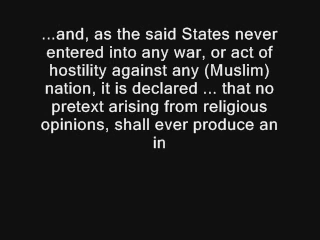 ...and, as the said States never
entered into any war, or act of
hostility against any (Muslim)
nation, it is declared ... that no
pretext arising from religious
opinions, shall ever produce an
in